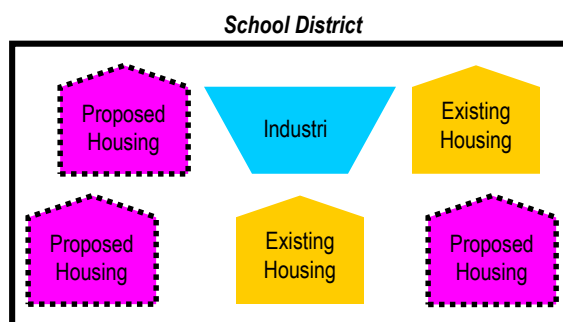 School District
Proposed
Housing
Industri
Existing
Housing
Proposed
Housing
Existing
Housing
Proposed
Housing